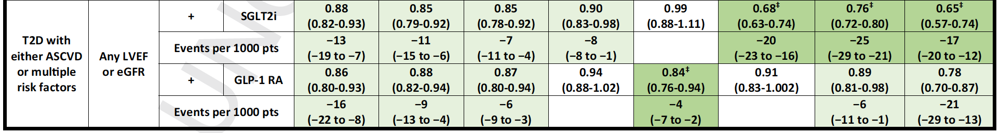 T2D with
either ASCVD
or multiple
risk factors
Any LVEF
or eGFR
+ SGLT2i 0.88 0.85 0.85 0.90 0.99 0.68‡ 0.76‡ 0.65‡
(0.82-0.93) (0.79-0.92) (0.78-0.92) (0.83-0.98) (0.88-1.11) (0.63-0.74) (0.72-0.80) (0.57-0.74)
Events per 1000 pts −13 −11 −7 −8 −20 −25 −17
(−19 to −7) (−15 to −6) (−11 to −4) (−8 to −1) (−23 to −16) (−29 to −21) (−20 to −12)
+ GLP-1 RA 0.86 0.88 0.87 0.94 0.84‡ 0.91 0.89 0.78
(0.80-0.93) (0.82-0.94) (0.80-0.94) (0.88-1.02) (0.76-0.94) (0.83-1.002) (0.81-0.98) (0.70-0.87)
Events per 1000 pts −16 −9 −6 −4 −6 −21
(−22 to −8) (−13 to −4) (−9 to −3) (−7 to −2) (−11 to −1) (−29 to −13)